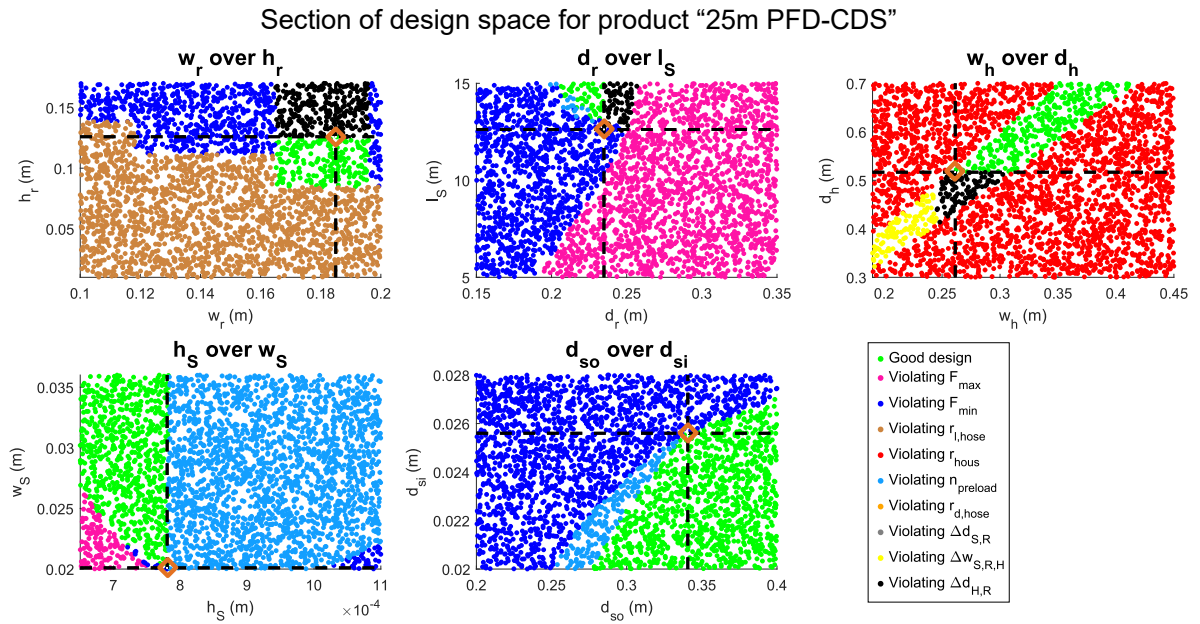 Section of design space for product “25m PFD-CDS”
w_r over h_r
h_r (m)
0.15
0.1
0.05
0.1 0.12 0.14 0.16 0.18 0.2
w_r (m)
d_r over l_S
l_S (m)
15
10
5
0.15 0.2 0.25 0.3 0.35
d_r (m)
w_h over d_h
d_h (m)
0.7
0.6
0.5
0.4
0.3
0.2 0.25 0.3 0.35 0.4 0.45
w_h (m)
h_S over w_S
w_S (m)
0.035
0.03
0.025
0.02
7 8 9 10 11
h_S (m)
×10^-4
d_so over d_si
d_si (m)
0.028
0.026
0.024
0.022
0.02
0.2 0.25 0.3 0.35 0.4
d_so (m)
Good design
Violating F_max
Violating F_min
Violating r_l,hose
Violating r_hous
Violating n_preload
Violating r_d,hose
Violating Δd_S,R
Violating Δw_S,R,H
Violating Δd_H,R